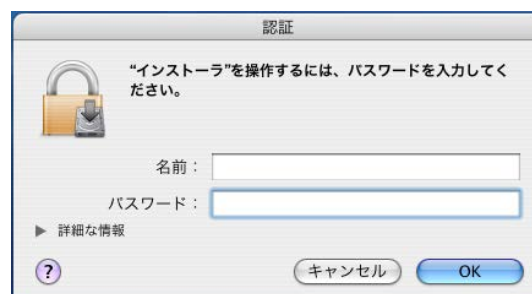 認証
“インストーラ”を操作するには、パスワードを入力してく
ださい。
名前：
パスワード：
▶ 詳細な情報
?
キャンセル
OK